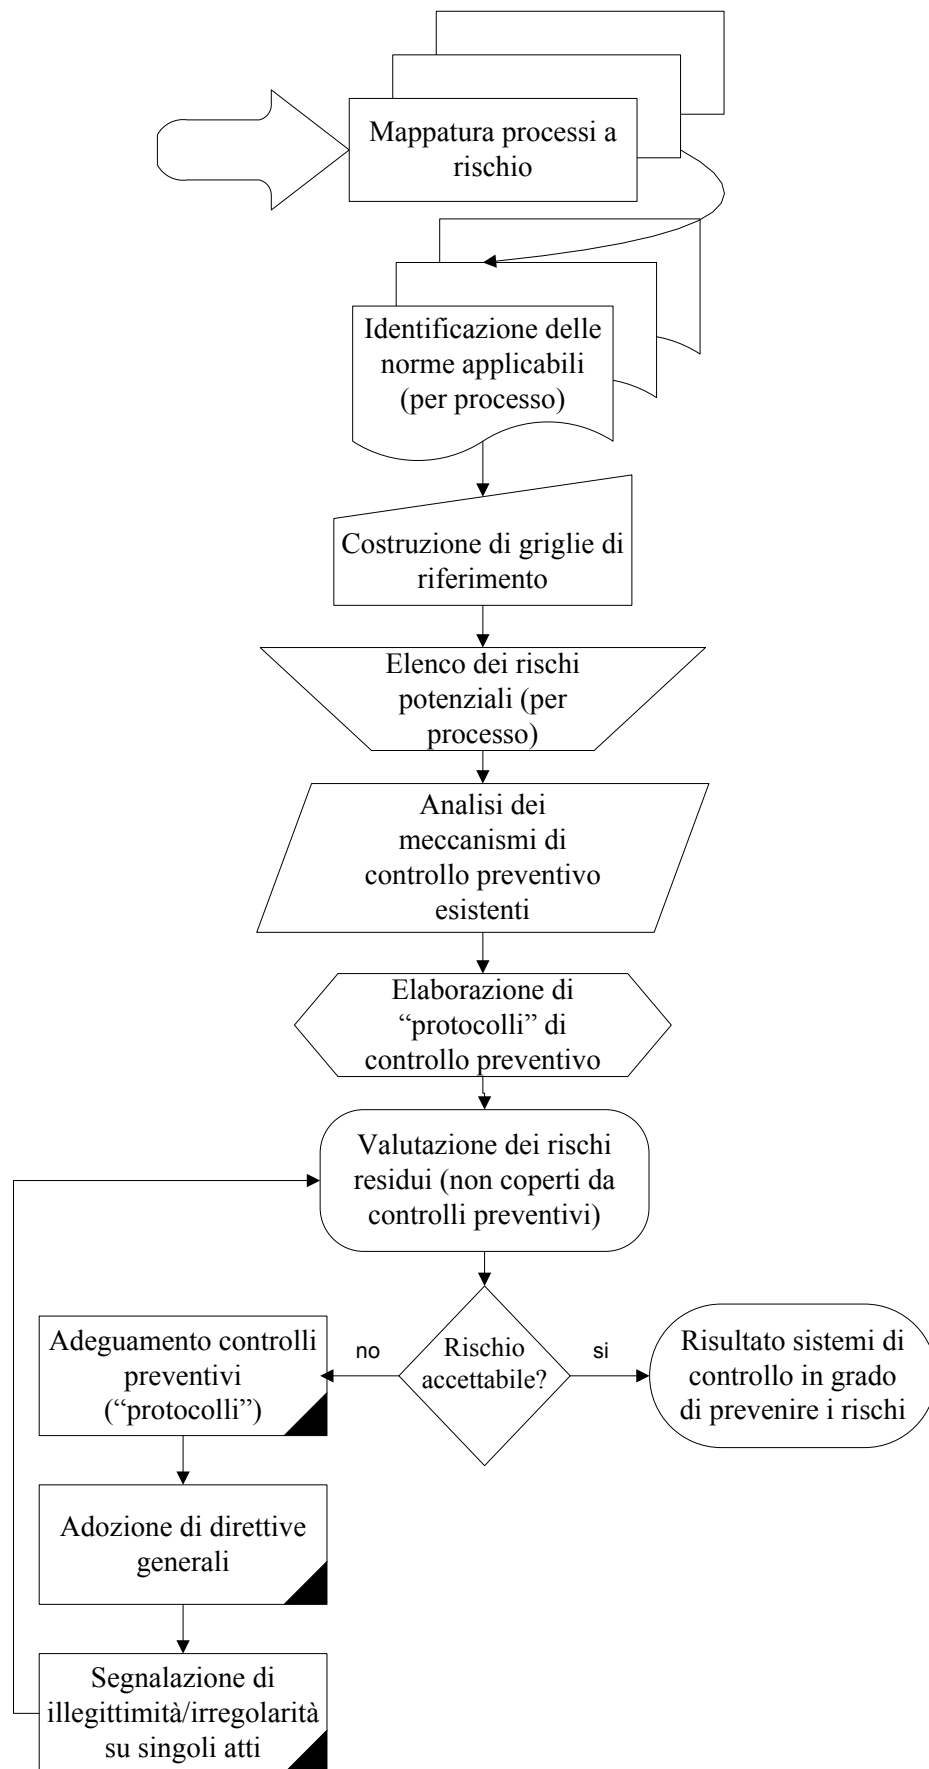 Mappatura processi a
rischio
Identificazione delle
norme applicabili
(per processo)
Costruzione di griglie di
riferimento
Elenco dei rischi
potenziali (per
processo)
Analisi dei
meccanismi di
controllo preventivo
esistenti
Elaborazione di
“protocolli” di
controllo preventivo
Valutazione dei rischi
residui (non coperti da
controlli preventivi)
Rischio
accettabile?
no
si
Adeguamento controlli
preventivi
(“protocolli”)
Risultato sistemi di
controllo in grado
di prevenire i rischi
Adozione di direttive
generali
Segnalazione di
illegittimità/irregolarità
su singoli atti